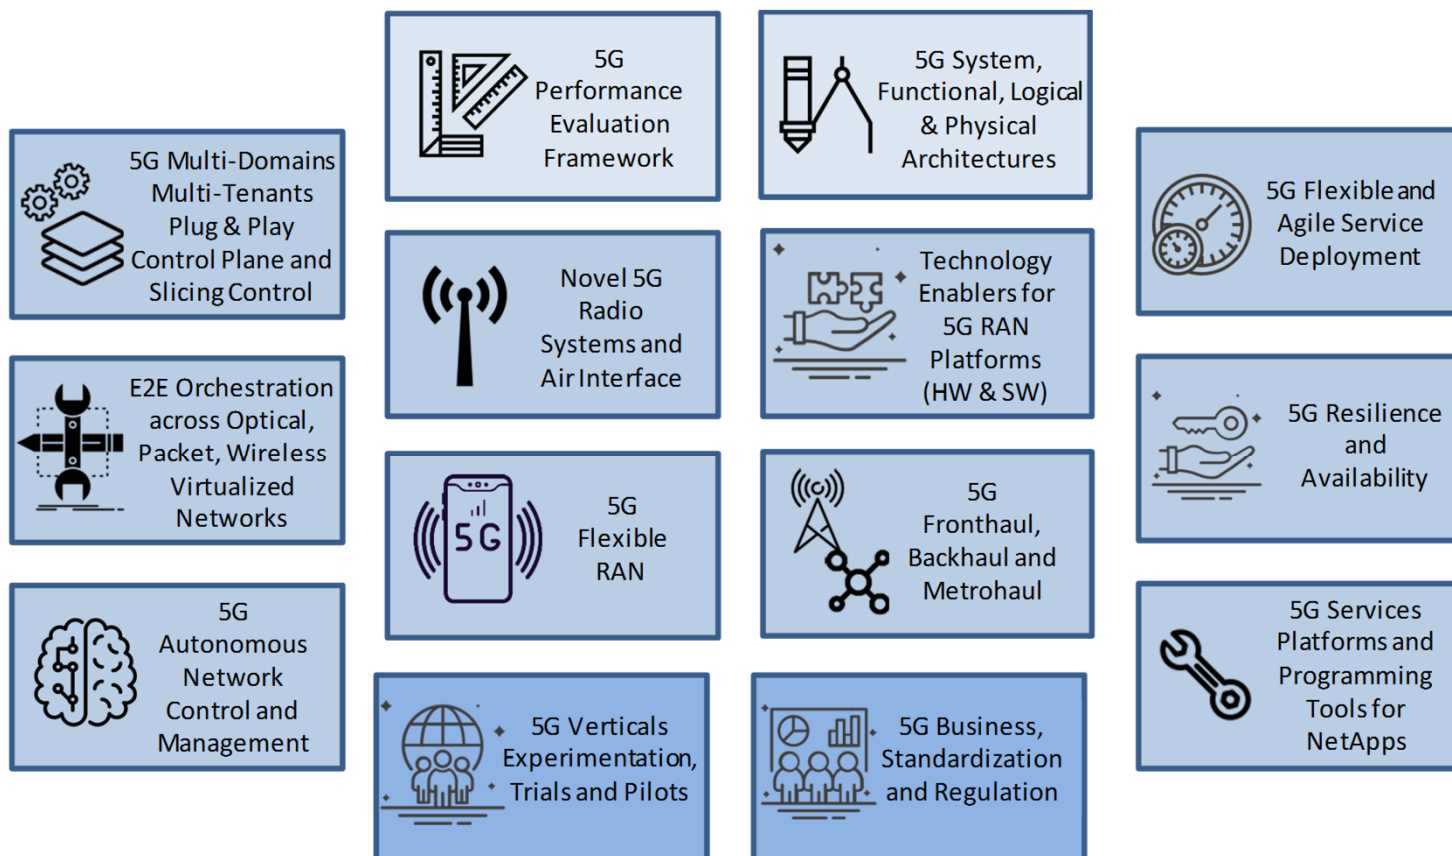 5G
Performance
Evaluation
Framework
5G System,
Functional, Logical
& Physical
Architectures
5G Multi-Domains
Multi-Tenants
Plug & Play
Control Plane and
Slicing Control
Novel 5G
Radio
Systems and
Air Interface
Technology
Enablers for
5G RAN
Platforms
(HW & SW)
5G Flexible and
Agile Service
Deployment
E2E Orchestration
across Optical,
Packet, Wireless
Virtualized
Networks
5G
5G
Flexible
RAN
5G
Fronthaul,
Backhaul and
Metrohaul
5G Resilience
and
Availability
5G
Autonomous
Network
Control and
Management
5G Verticals
Experimentation,
Trials and Pilots
5G Business,
Standardization
and Regulation
5G Services
Platforms and
Programming
Tools for
NetApps